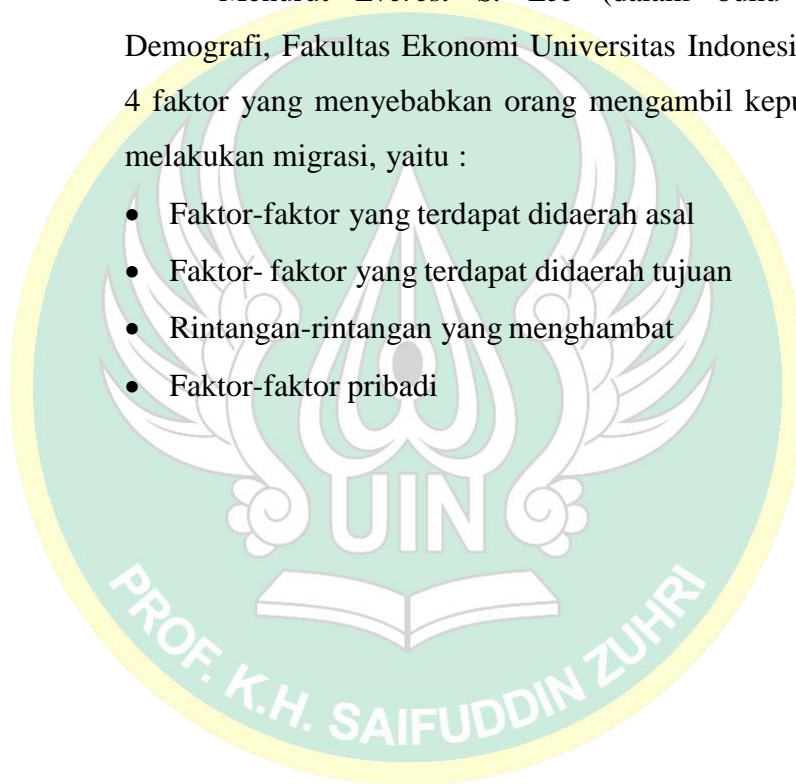 Demografi, Fakultas Ekonomi Universitas Indonesi
4 faktor yang menyebabkan orang mengambil kepu
melakukan migrasi, yaitu :
• Faktor-faktor yang terdapat didaerah asal
• Faktor- faktor yang terdapat didaerah tujuan
• Rintangan-rintangan yang menghambat
• Faktor-faktor pribadi
UIN
PROF. K.H. SAIFUDDIN ZUHRI